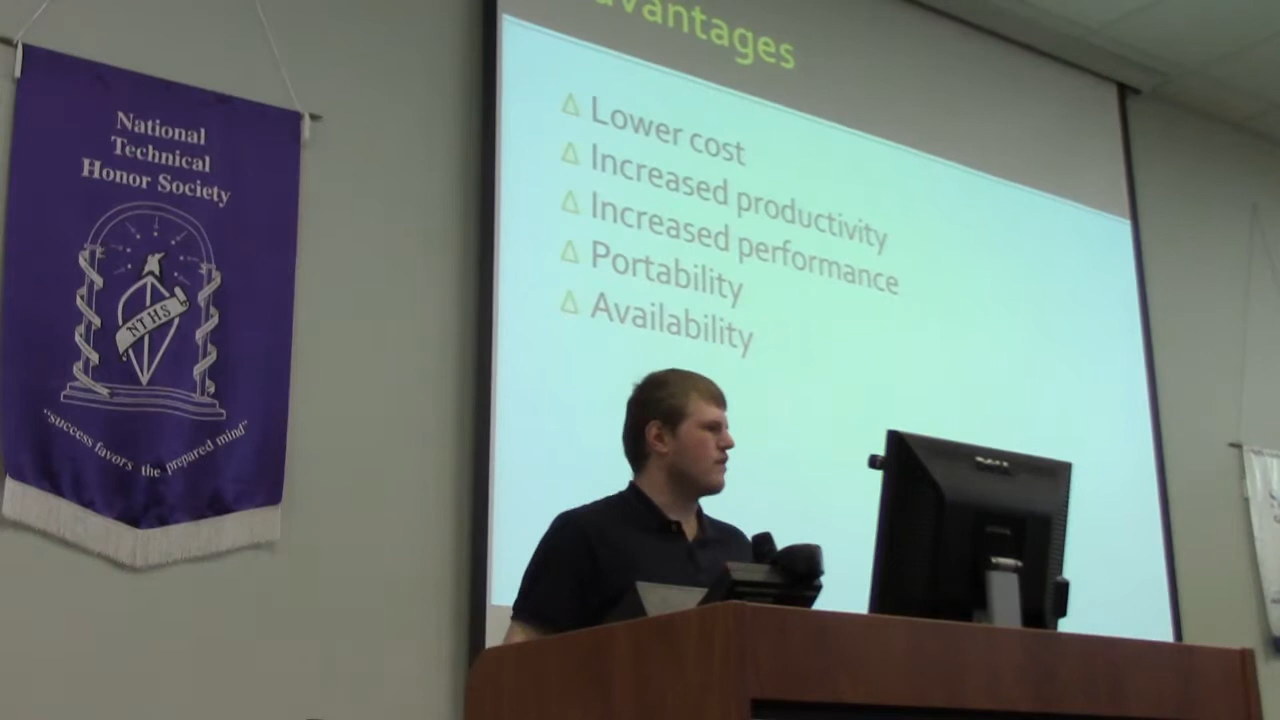 National
Technical
Honor Society
NTHS
"success favors the prepared mind"
vantages
Lower cost
Increased productivity
Increased performance
Portability
Availability
DELL